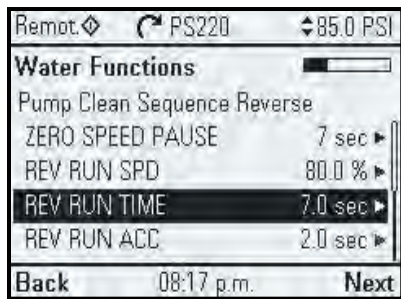 Remot. PS220 85.0 PSI
Water Functions
Pump Clean Sequence Reverse
ZERO SPEED PAUSE 7 sec
REV RUN SPD 80.0 %
REV RUN TIME 7.0 sec
REV RUN ACC 2.0 sec
Back 08:17 p.m. Next